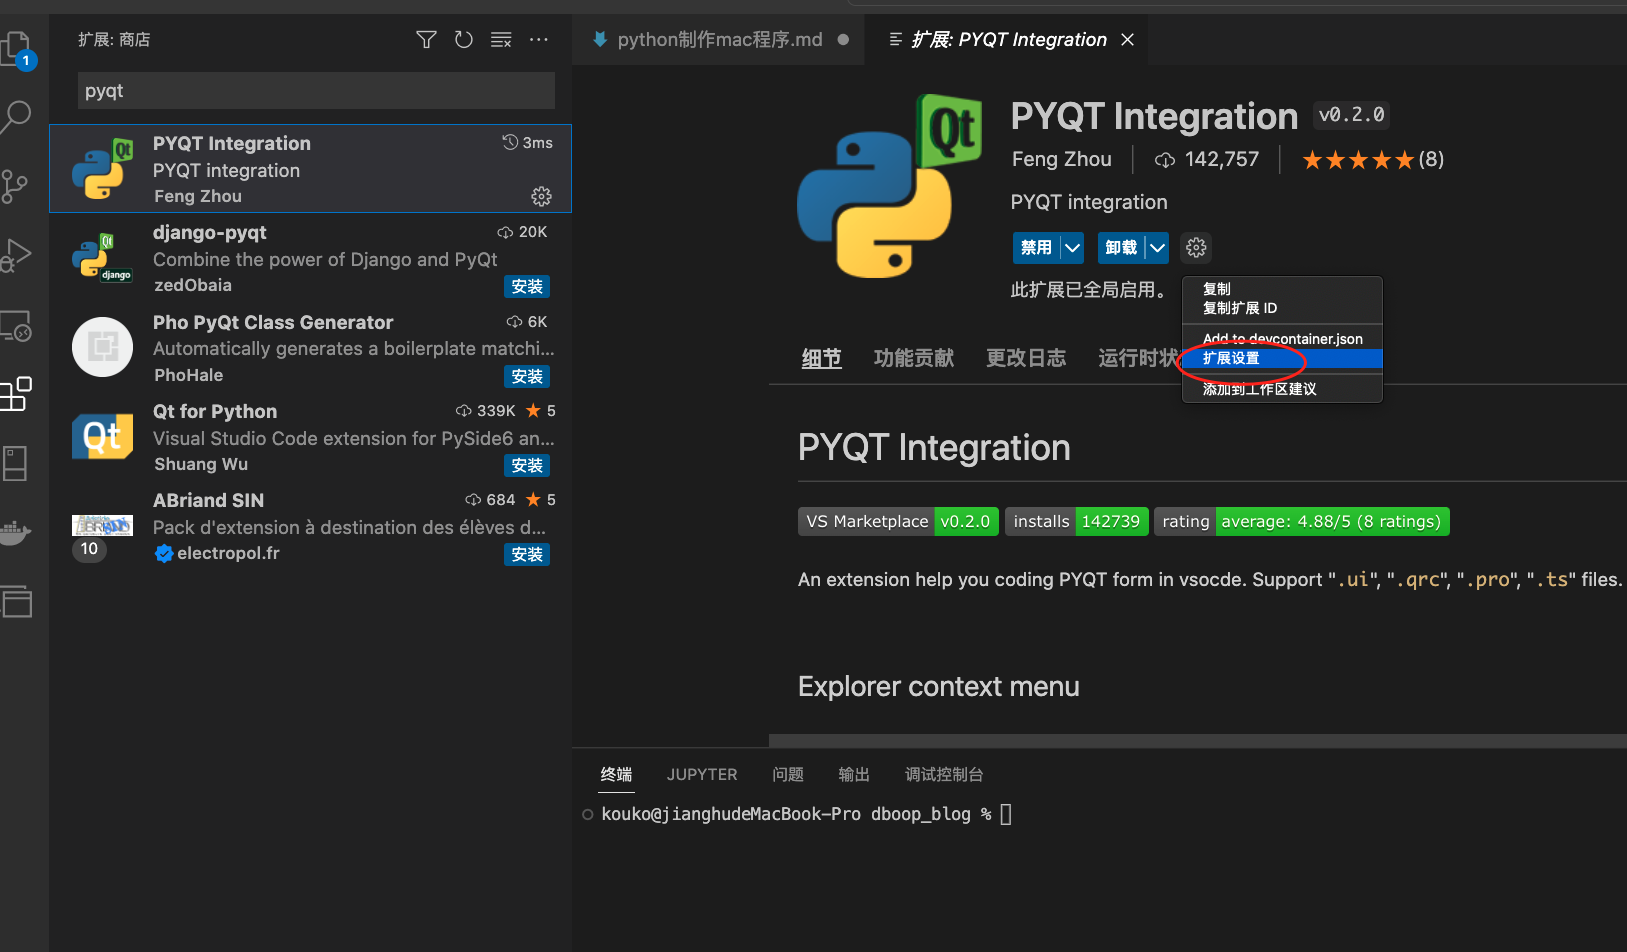 扩展: 商店
pyqt
1
PYQT Integration
3ms
PYQT integration
Feng Zhou
django-pyqt
20K
Combine the power of Django and PyQt
zedObaia
安装
Pho PyQt Class Generator
6K
Automatically generates a boilerplate matchi...
PhoHale
安装
Qt for Python
339K ★ 5
Visual Studio Code extension for PySide6 an...
Shuang Wu
安装
ABriand SIN
684 ★ 5
Pack d'extension à destination des élèves d...
10
electropol.fr
安装
Qt
Qt
django
Qt
python制作mac程序.md
扩展: PYQT Integration
Qt
PYQT Integration v0.2.0
Feng Zhou
142,757
★★★★★(8)
PYQT integration
禁用
卸载
此扩展已全局启用。
复制
复制扩展 ID
Add to devcontainer.json
扩展设置
添加到工作区建议
细节 功能贡献 更改日志 运行时状
PYQT Integration
VS Marketplace v0.2.0 installs 142739 rating average: 4.88/5 (8 ratings)
An extension help you coding PYQT form in vsocde. Support ".ui", ".qrc", ".pro", ".ts" files.
Explorer context menu
终端 JUPYTER 问题 输出 调试控制台
kouko@jianghudeMacBook-Pro dboop_blog %